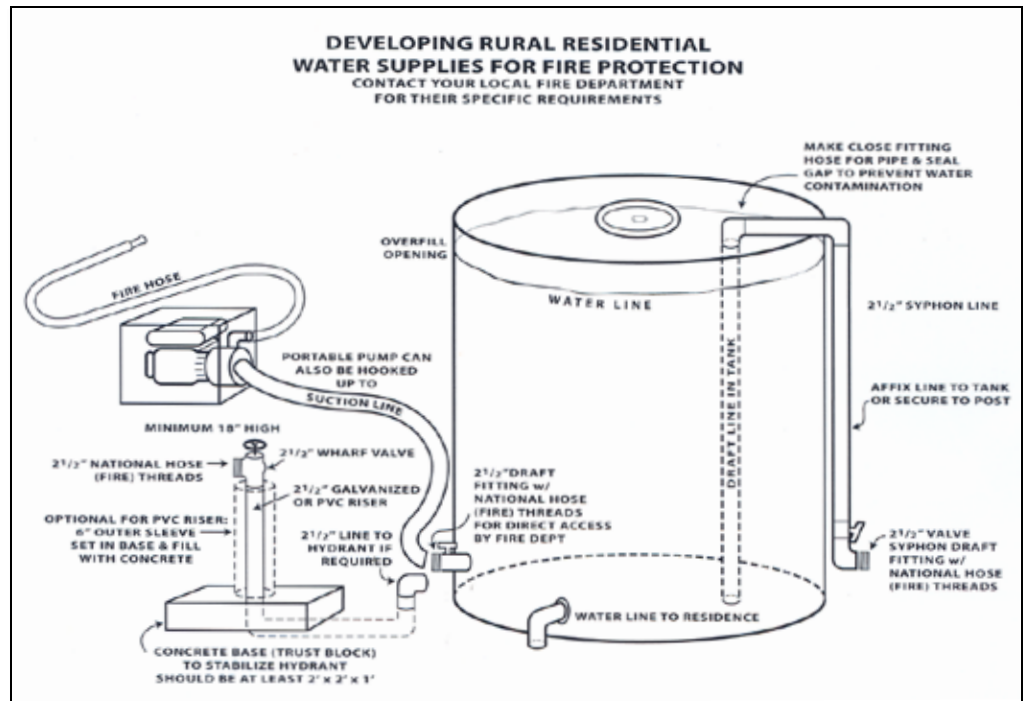 DEVELOPING RURAL RESIDENTIAL
WATER SUPPLIES FOR FIRE PROTECTION
CONTACT YOUR LOCAL FIRE DEPARTMENT
FOR THEIR SPECIFIC REQUIREMENTS
MAKE CLOSE FITTING
HOSE FOR PIPE & SEAL
GAP TO PREVENT WATER
CONTAMINATION
OVERFILL
OPENING
WATER LINE
2 1/2" SYPHON LINE
FIRE HOSE
PORTABLE PUMP CAN
ALSO BE HOOKED
UP TO
SUCTION LINE
DRAFT LINE IN TANK
AFFIX LINE TO TANK
OR SECURE TO POST
MINIMUM 18" HIGH
2 1/2" NATIONAL HOSE
(FIRE) THREADS
2 1/2" WHARF VALVE
2 1/2" GALVANIZED
OR PVC RISER
OPTIONAL FOR PVC RISER:
6" OUTER SLEEVE
SET IN BASE & FILL
WITH CONCRETE
2 1/2" LINE TO
HYDRANT IF
REQUIRED
2 1/2" DRAFT
FITTING w/
NATIONAL HOSE
(FIRE) THREADS
FOR DIRECT ACCESS
BY FIRE DEPT
2 1/2" VALVE
SYPHON DRAFT
FITTING w/
NATIONAL HOSE
(FIRE) THREADS
WATER LINE TO RESIDENCE
CONCRETE BASE (TRUST BLOCK)
TO STABILIZE HYDRANT
SHOULD BE AT LEAST 2' x 2' x 1'